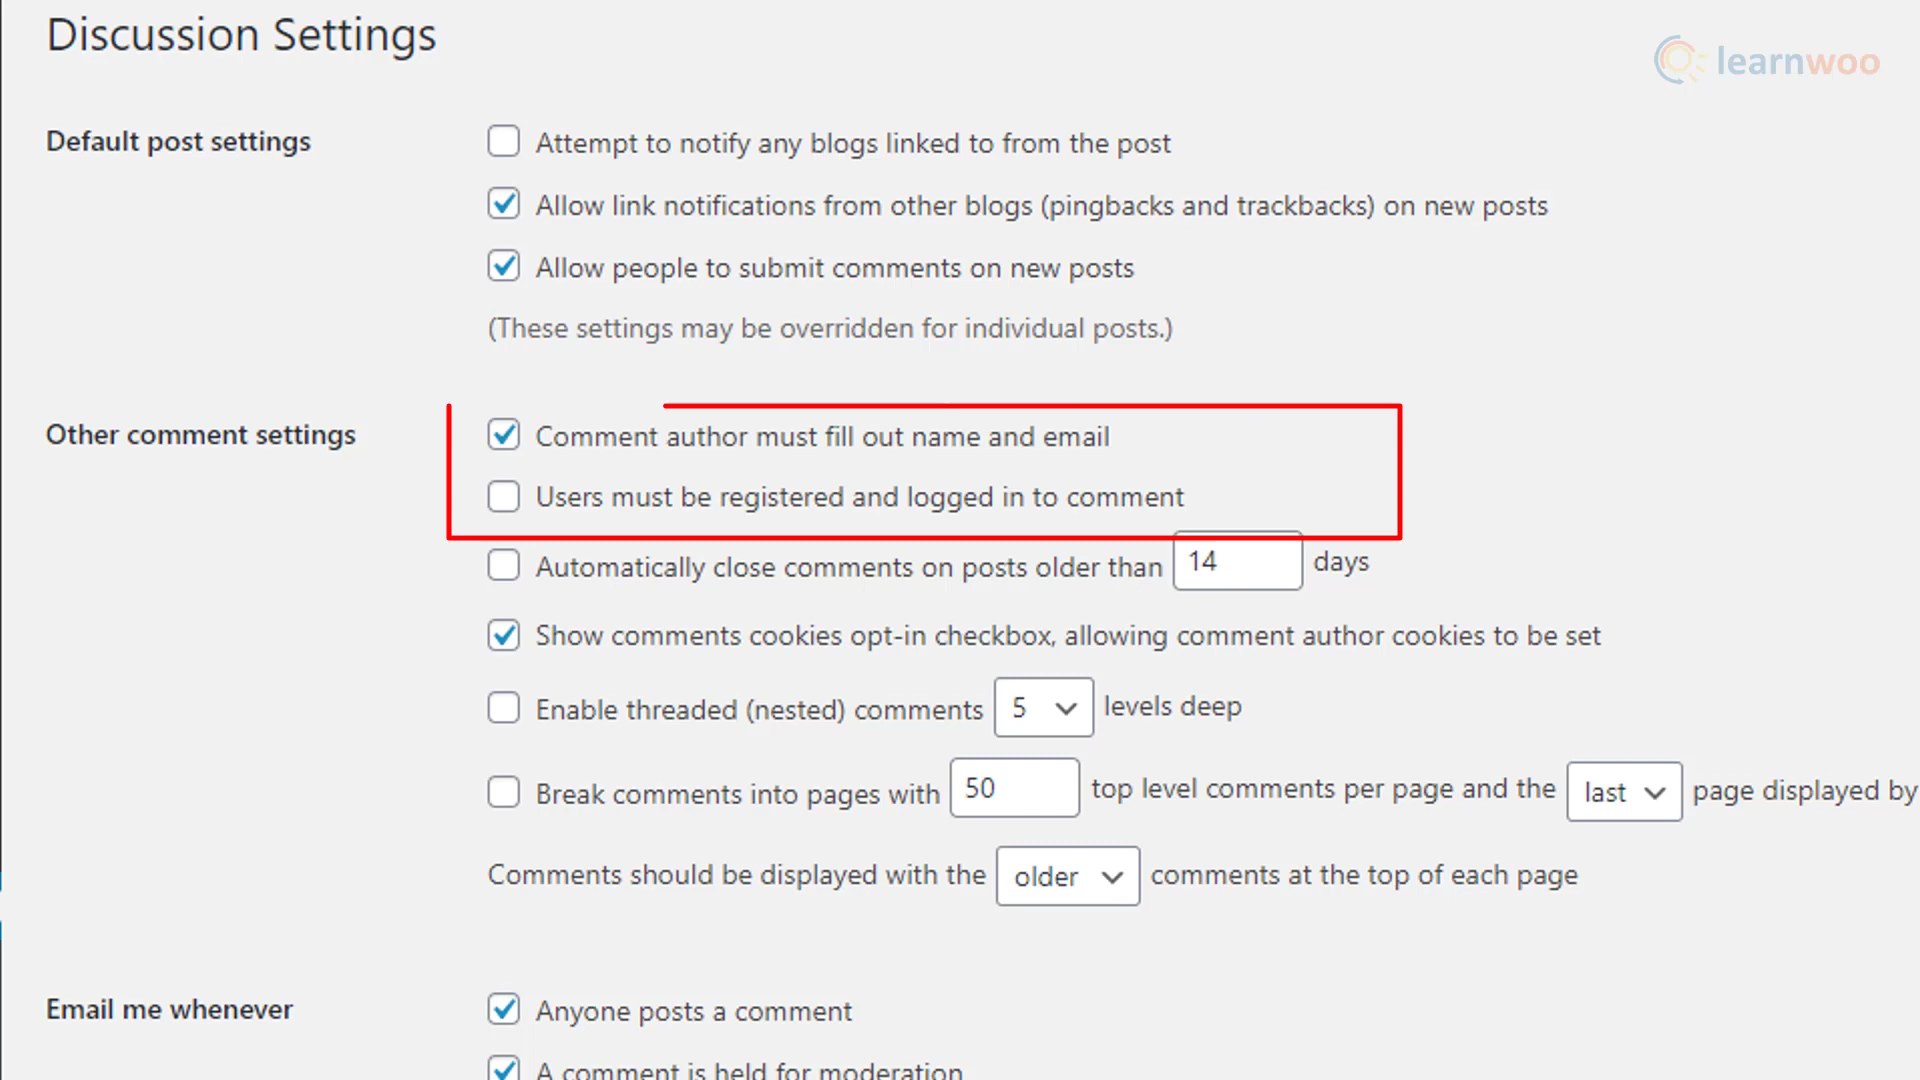 Discussion Settings
learnwoo
Default post settings
Attempt to notify any blogs linked to from the post
Allow link notifications from other blogs (pingbacks and trackbacks) on new posts
Allow people to submit comments on new posts
(These settings may be overridden for individual posts.)
Other comment settings
Comment author must fill out name and email
Users must be registered and logged in to comment
Automatically close comments on posts older than 14 days
Show comments cookies opt-in checkbox, allowing comment author cookies to be set
Enable threaded (nested) comments 5 levels deep
Break comments into pages with 50 top level comments per page and the last page displayed by
Comments should be displayed with the older comments at the top of each page
Email me whenever
Anyone posts a comment
A comment is held for moderation